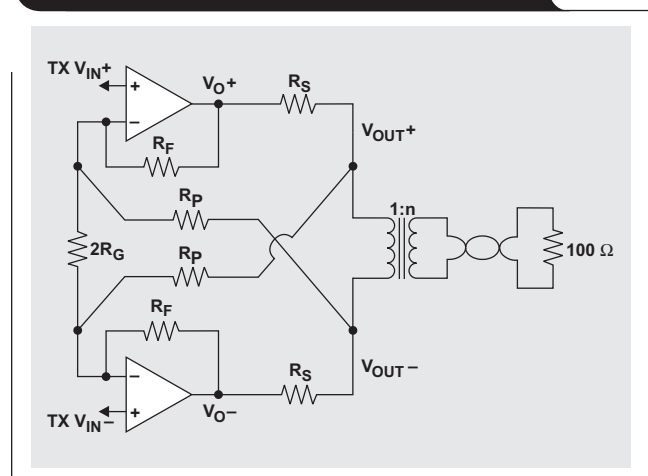 TX VIN+
+
−
VO+
RS
VOUT+
RF
RP
1:n
2RG
RP
100 Ω
RF
−
+
TX VIN−
VO−
RS
VOUT−